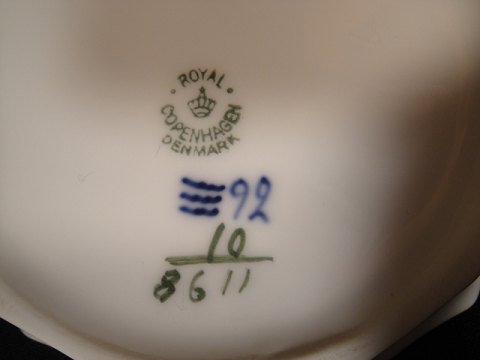 ROYAL
COPENHAGEN
DENMARK
92
10
8611